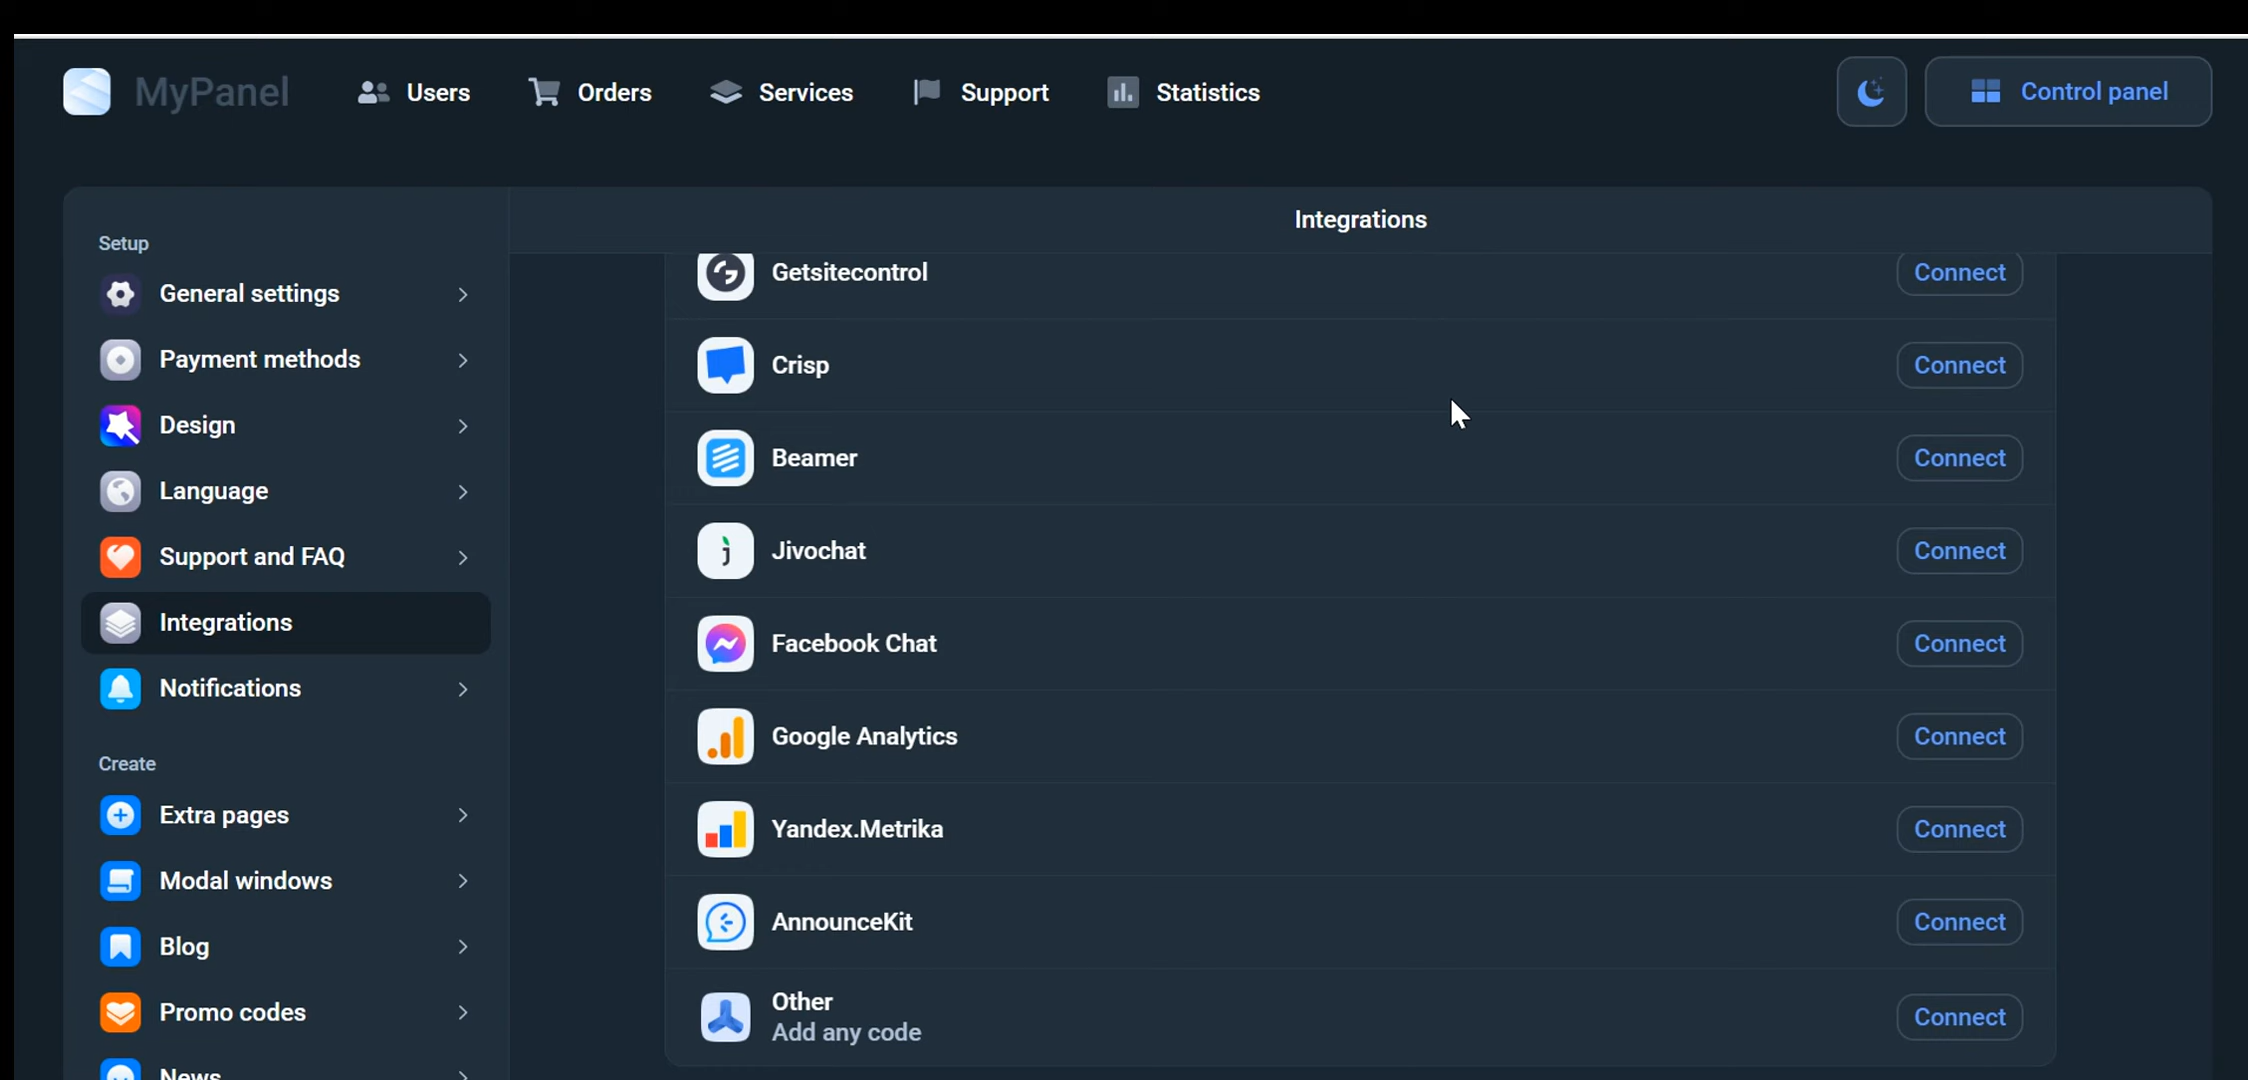 MyPanel
Users
Orders
Services
Support
Statistics
Control panel
Setup
General settings
Payment methods
Design
Language
Support and FAQ
Integrations
Notifications
Create
Extra pages
Modal windows
Blog
Promo codes
News
Integrations
Getsitecontrol
Connect
Crisp
Connect
Beamer
Connect
Jivochat
Connect
Facebook Chat
Connect
Google Analytics
Connect
Yandex.Metrika
Connect
AnnounceKit
Connect
Other
Add any code
Connect